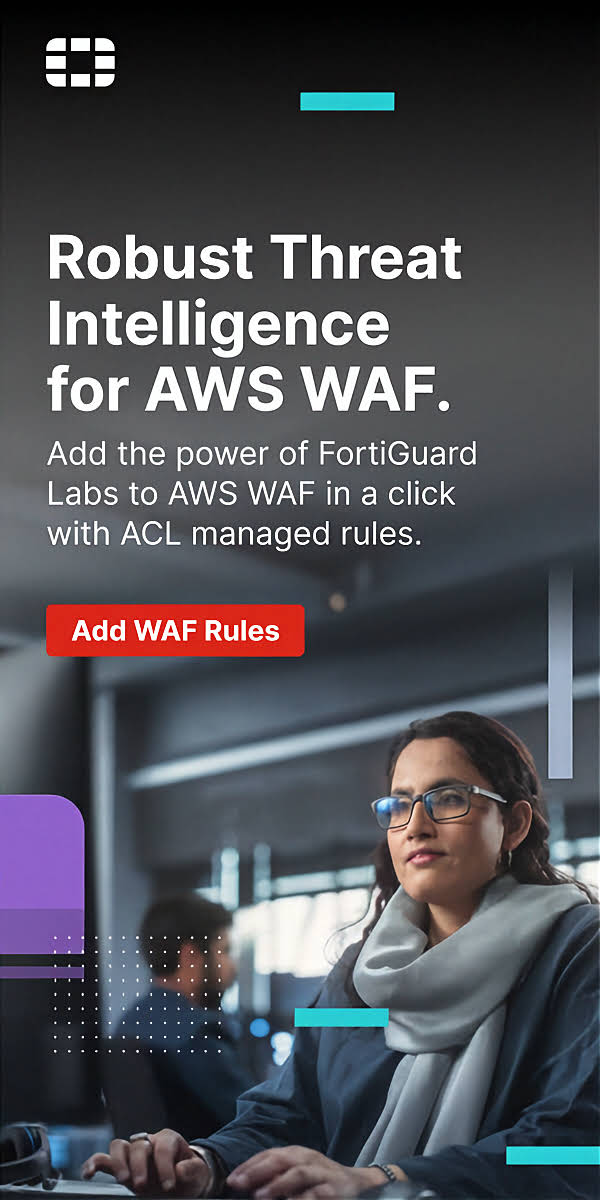 Robust Threat
Intelligence
for AWS WAF.
Add the power of FortiGuard
Labs to AWS WAF in a click
with ACL managed rules.
Add WAF Rules